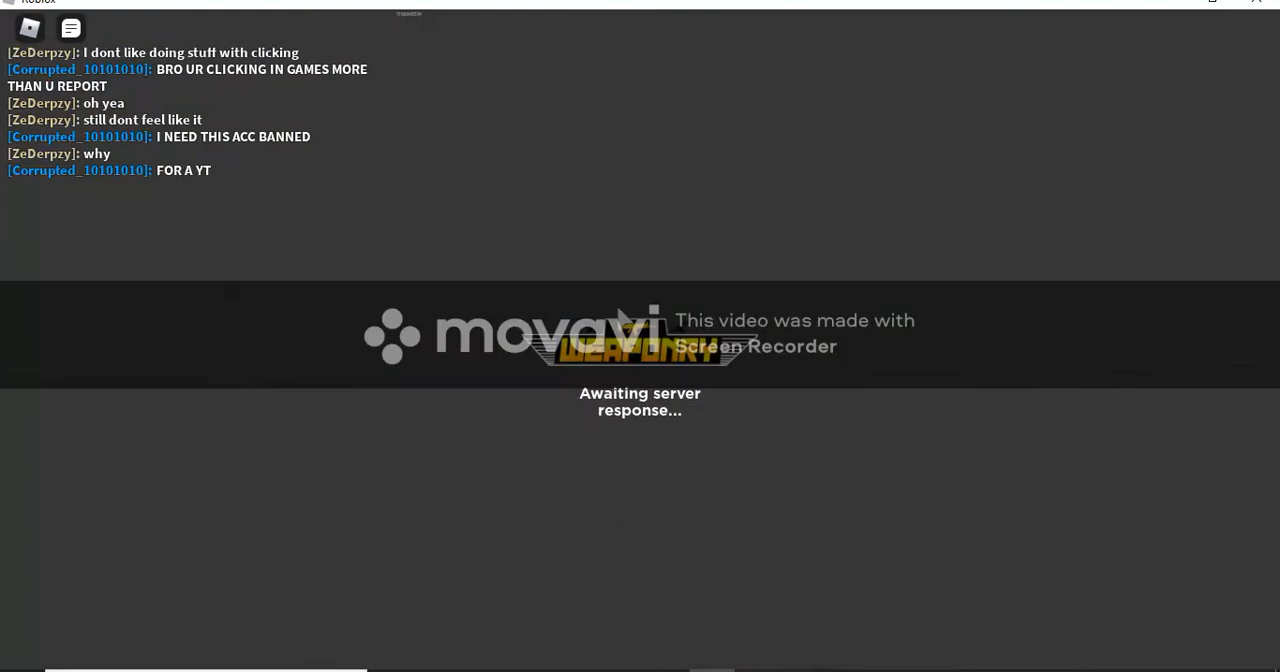 Roblox
[ZeDerpzy]: I dont like doing stuff with clicking
[Corrupted_10101010]: BRO UR CLICKING IN GAMES MORE
THAN U REPORT
[ZeDerpzy]: oh yea
[ZeDerpzy]: still dont feel like it
[Corrupted_10101010]: I NEED THIS ACC BANNED
[ZeDerpzy]: why
[Corrupted_10101010]: FOR A YT
movavi
This video was made with
Screen Recorder
WEAPONRY
Awaiting server
response...